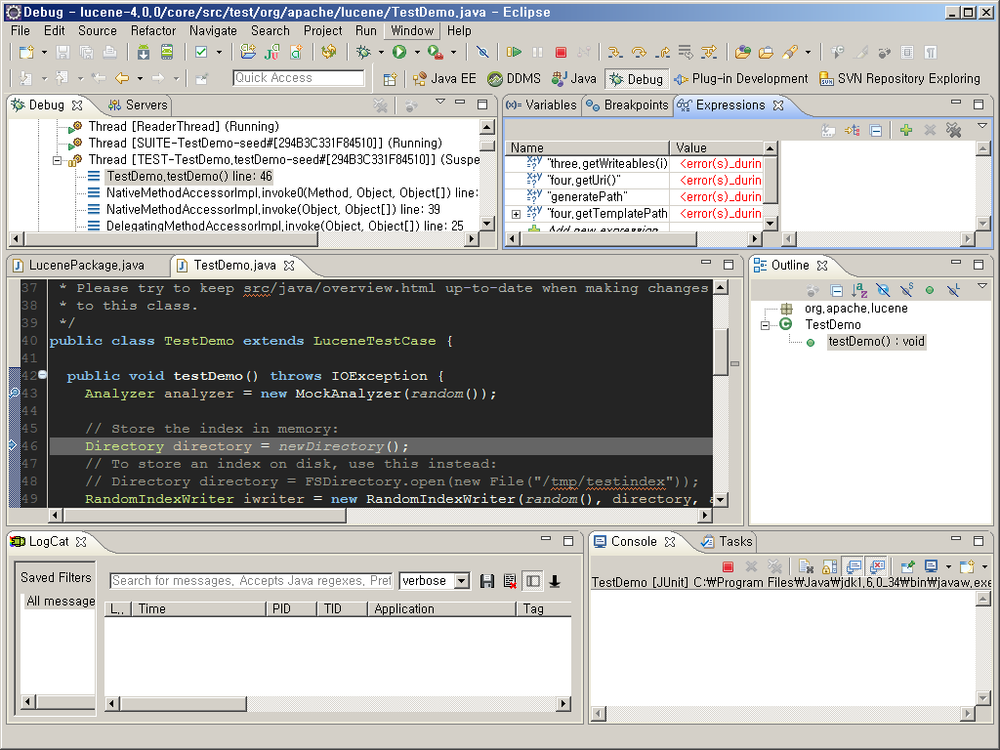 Debug - lucene-4.0.0/core/src/test/org/apache/lucene/TestDemo.java - Eclipse
File Edit Source Refactor Navigate Search Project Run Window Help
Quick Access
Java EE DDMS Java Debug Plug-in Development SVN Repository Exploring
Debug Servers
Thread [ReaderThread] (Running)
Thread [SUITE-TestDemo-seed#[294B3C331F84510]] (Running)
Thread [TEST-TestDemo.testDemo-seed#[294B3C331F84510]] (Suspe
TestDemo.testDemo() line: 46
NativeMethodAccessorImpl.invoke0(Method, Object, Object[]) line:
NativeMethodAccessorImpl.invoke(Object, Object[]) line: 39
DelegatingMethodAccessorImpl.invoke(Object, Object[]) line: 25
Variables Breakpoints Expressions
Name Value
"three.getWriteables(i) <error(s)_durin
"four.getUri()" <error(s)_durin
"generatePath" <error(s)_durin
"four.getTemplatePath <error(s)_durin
Add new expression
LucenePackage.java TestDemo.java
37 * Please try to keep src/java/overview.html up-to-date when making changes
38 * to this class.
39 */
40 public class TestDemo extends LuceneTestCase {
41
42 public void testDemo() throws IOException {
43 Analyzer analyzer = new MockAnalyzer(random());
44
45 // Store the index in memory:
46 Directory directory = newDirectory();
47 // To store an index on disk, use this instead:
48 // Directory directory = FSDirectory.open(new File("/tmp/testindex"));
49 RandomIndexWriter iwriter = new RandomIndexWriter(random(), directory, a
Outline
org.apache.lucene
TestDemo
testDemo() : void
LogCat
Saved Filters
All message
Search for messages. Accepts Java regexes. Pref
verbose
L.. Time PID TID Application Tag
Console Tasks
TestDemo [JUnit] C:₩Program Files₩Java₩jdk1.6.0_34₩bin₩javaw.exe